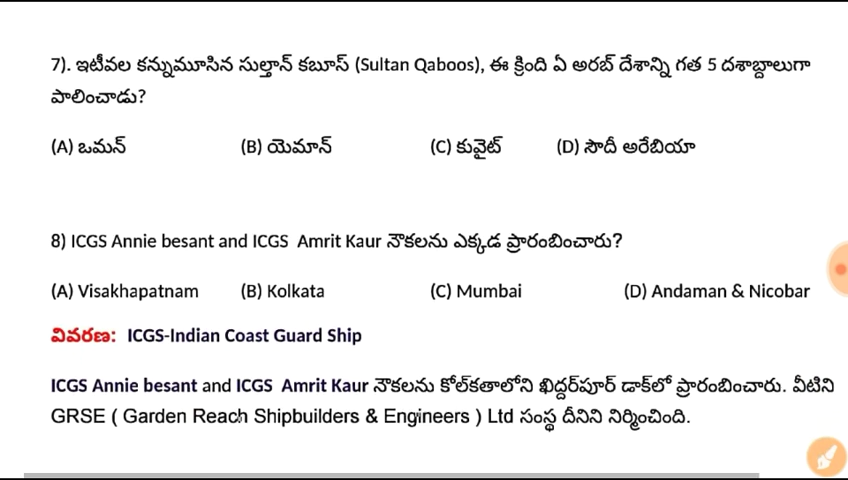 7). ఇటీవల కన్నుమూసిన సుల్తాన్ కబూస్ (Sultan Qaboos), ఈ క్రింది ఏ అరబ్ దేశాన్ని గత 5 దశాబ్దాలుగా
పాలించాడు?
(A) ఒమన్ (B) యెమాన్ (C) కువైట్ (D) సౌదీ అరేబియా
8) ICGS Annie besant and ICGS Amrit Kaur నౌకలను ఎక్కడ ప్రారంబించారు?
(A) Visakhapatnam (B) Kolkata (C) Mumbai (D) Andaman & Nicobar
వివరణ: ICGS-Indian Coast Guard Ship
ICGS Annie besant and ICGS Amrit Kaur నౌకలను కోల్‌కతాలోని ఖిద్దర్‌పూర్ డాక్‌లో ప్రారంబించారు. వీటిని
GRSE ( Garden Reach Shipbuilders & Engineers ) Ltd సంస్థ దీనిని నిర్మించింది.